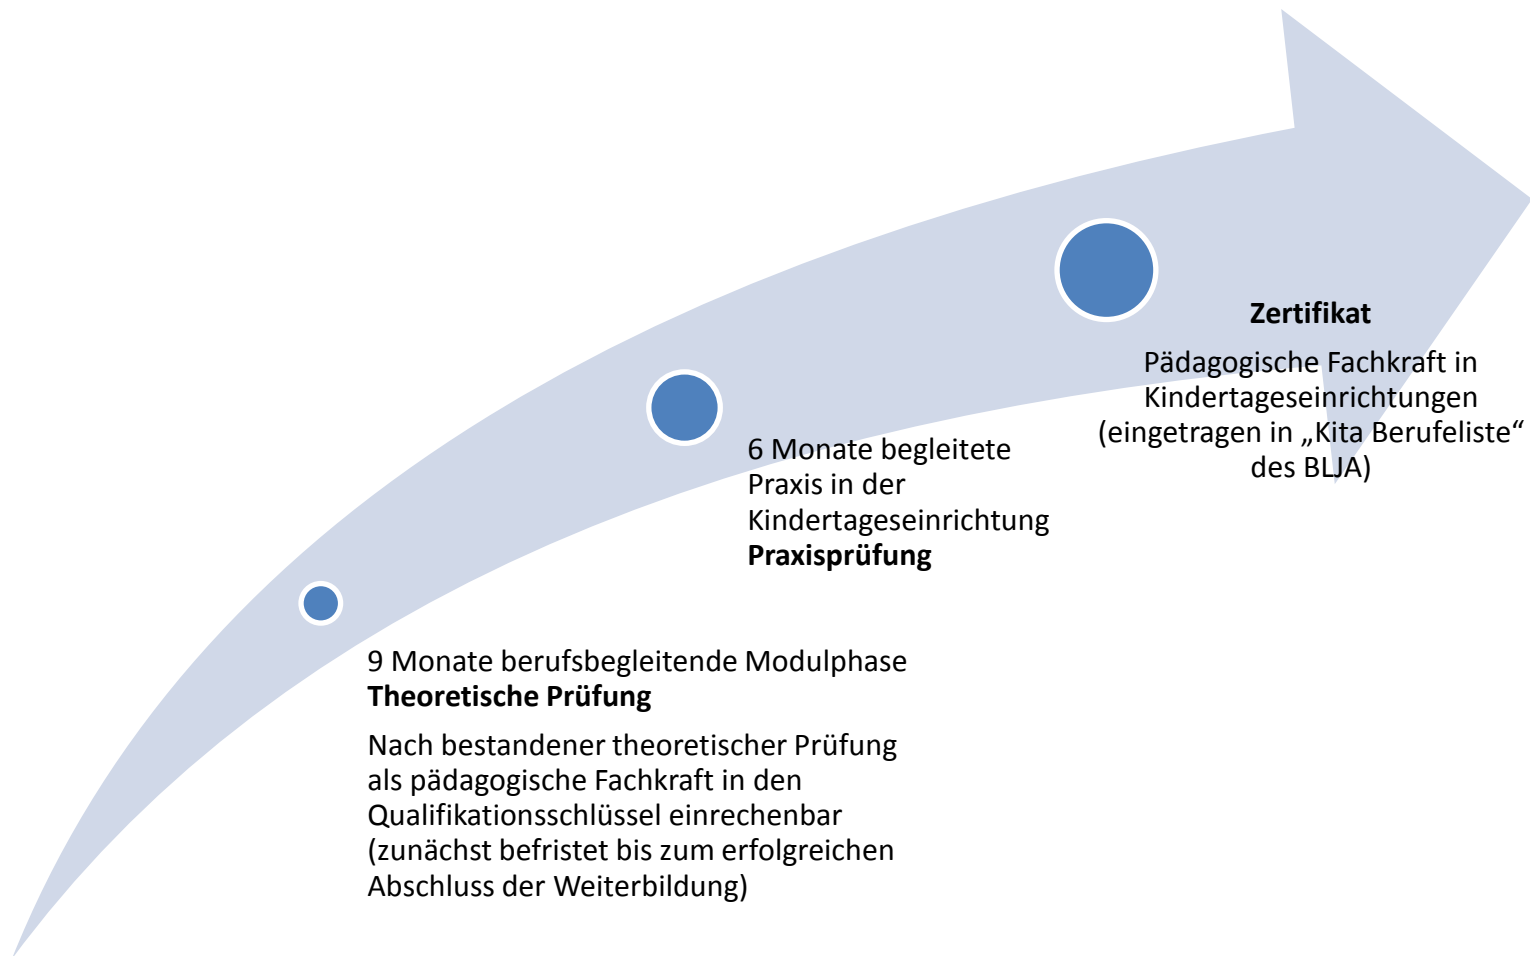 9 Monate berufsbegleitende Modulphase
Theoretische Prüfung
Nach bestandener theoretischer Prüfung
als pädagogische Fachkraft in den
Qualifikationsschlüssel einrechenbar
(zunächst befristet bis zum erfolgreichen
Abschluss der Weiterbildung)
6 Monate begleitete
Praxis in der
Kindertageseinrichtung
Praxisprüfung
Zertifikat
Pädagogische Fachkraft in
Kindertageseinrichtungen
(eingetragen in „Kita Berufeliste“
des BLJA)